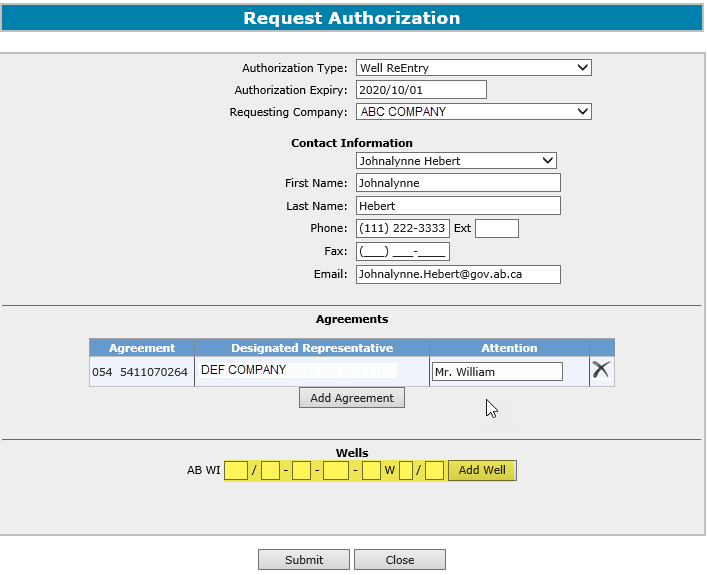 Request Authorization
Authorization Type: Well ReEntry
Authorization Expiry: 2020/10/01
Requesting Company: ABC COMPANY
Contact Information
Johnalynne Hebert
First Name: Johnalynne
Last Name: Hebert
Phone: (111) 222-3333 Ext
Fax: (___) ___-____
Email: Johnalynne.Hebert@gov.ab.ca
Agreements
Agreement Designated Representative Attention
054 5411070264 DEF COMPANY Mr. William
Add Agreement
Wells
AB WI / - - - W / Add Well
Submit Close